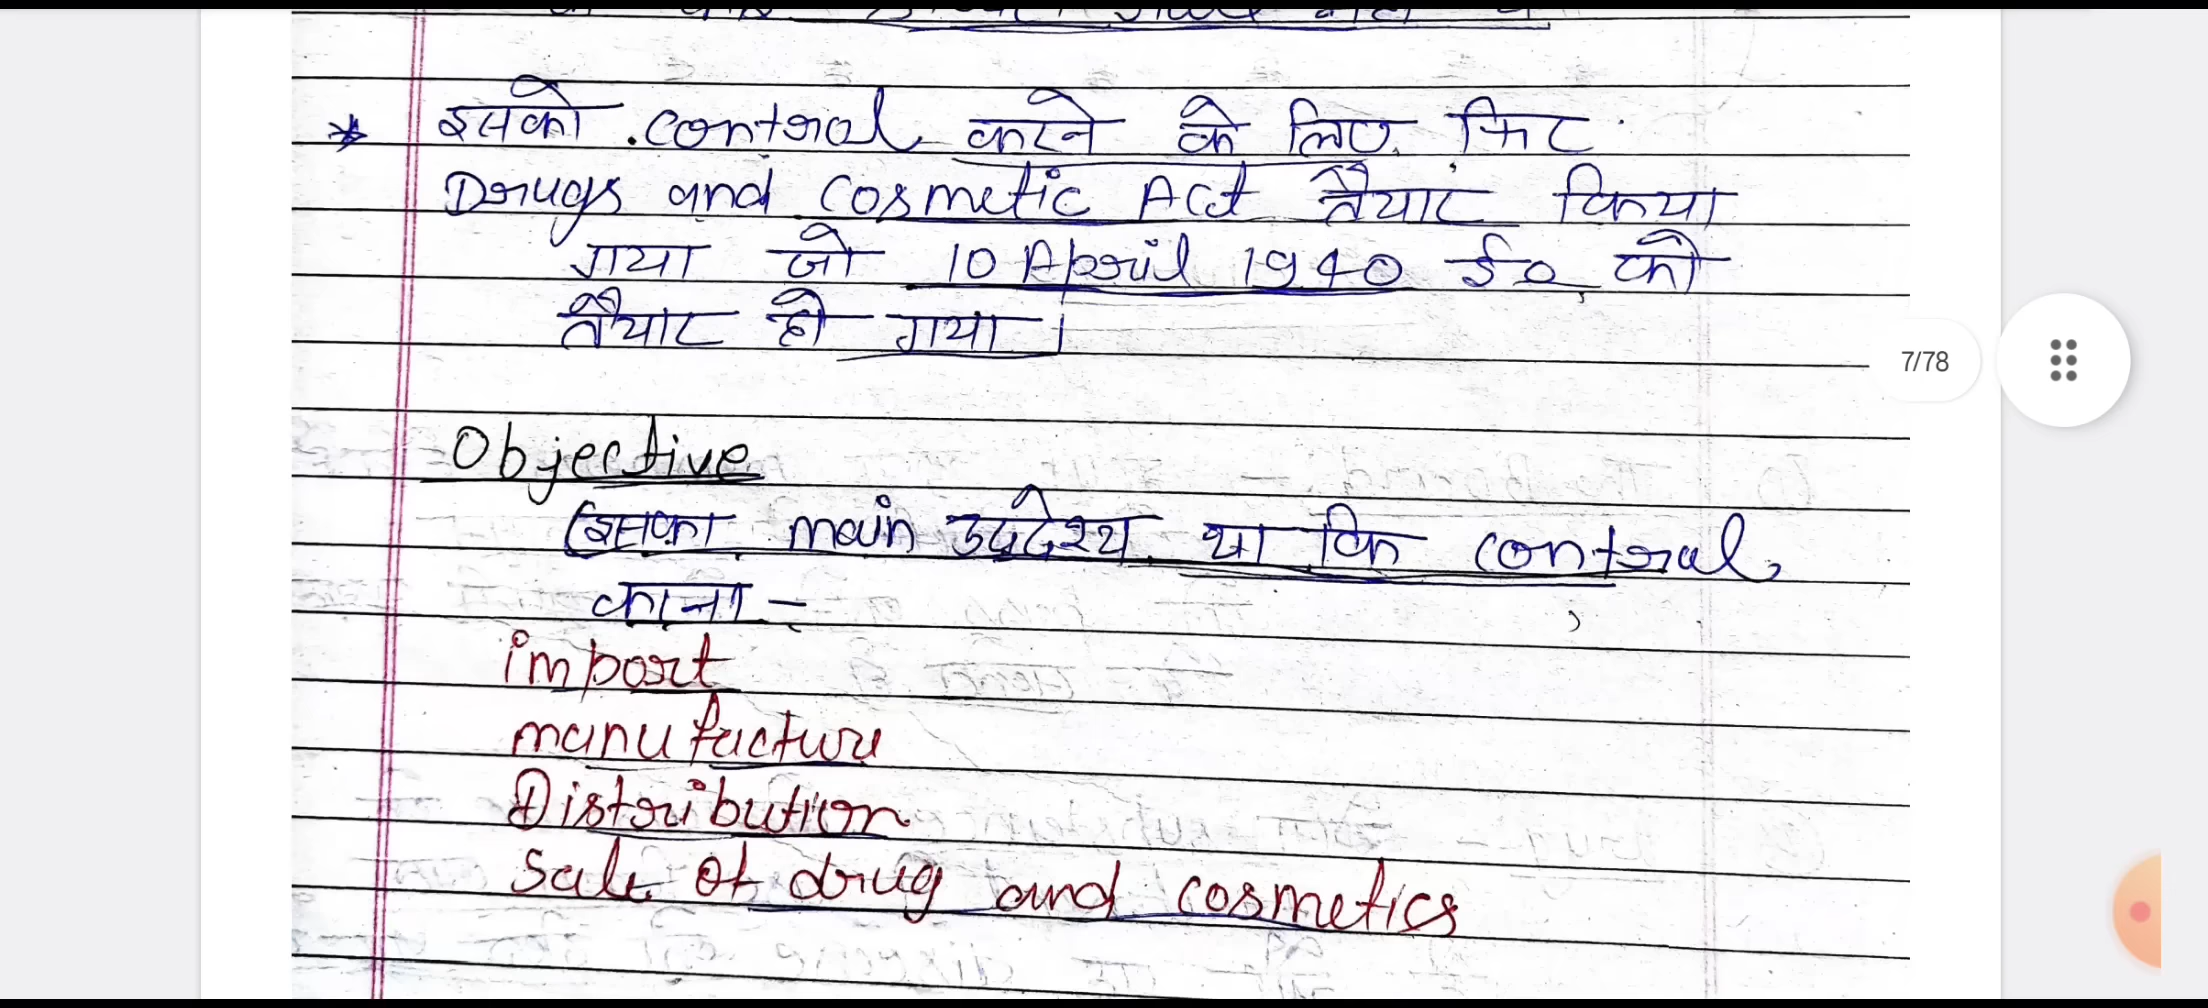 * इसको control करने के लिए फिर
Drugs and Cosmetic Act तैयार किया
गया जो 10 April 1940 ई० को
तैयार हो गया।
7/78
Objective
इसका main उद्देश्य था कि control
करना -
import
manufacture
Distribution
Sale of drug and cosmetics